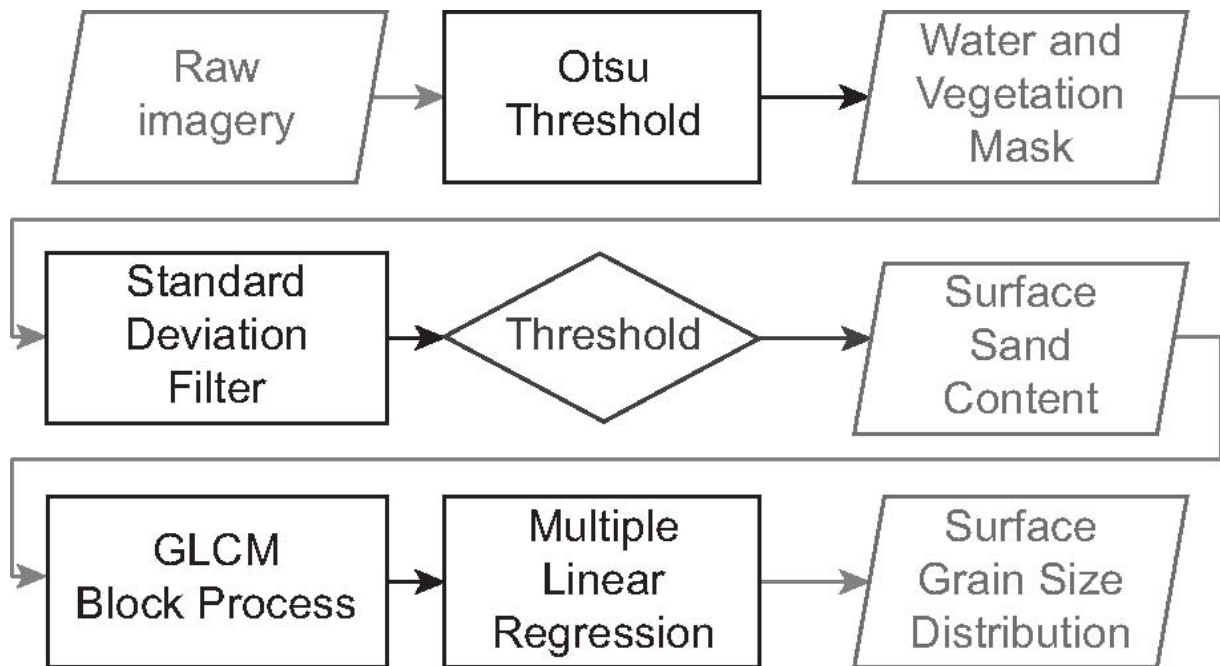 Raw
imagery
Otsu
Threshold
Water and
Vegetation
Mask
Standard
Deviation
Filter
Threshold
Surface
Sand
Content
GLCM
Block Process
Multiple
Linear
Regression
Surface
Grain Size
Distribution